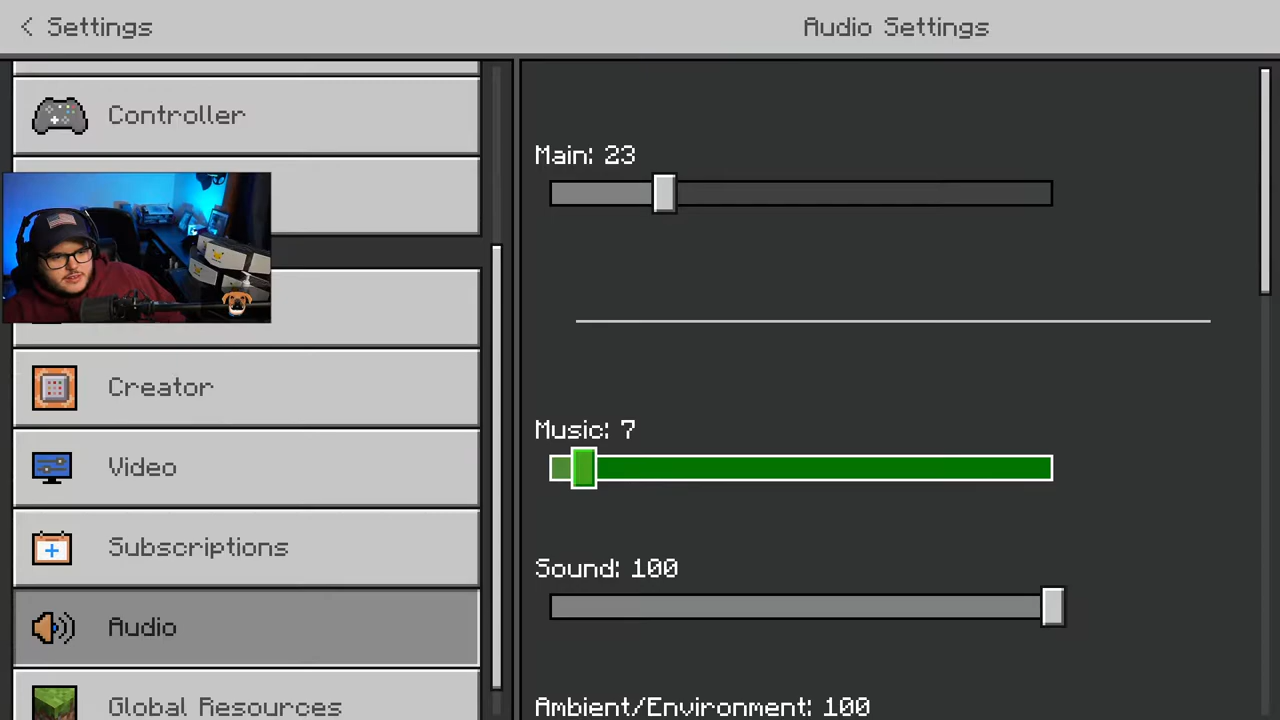 Settings
Audio Settings
Controller
Main: 23
Creator
Music: 7
Video
Subscriptions
Sound: 100
Audio
Global Resources
Ambient/Environment: 100